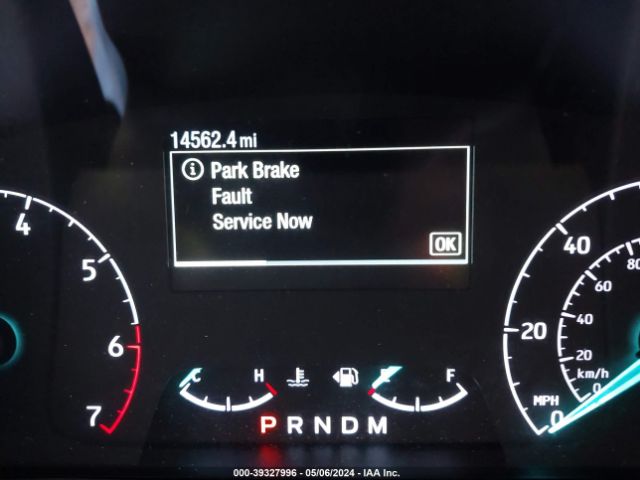 14562.4 mi
Park Brake
Fault
Service Now
OK
4
5
6
7
C H
E F
P R N D M
40
20
0
MPH
80
60
40
20
0
km/h
000-39327996 - 05/06/2024 - IAA Inc.